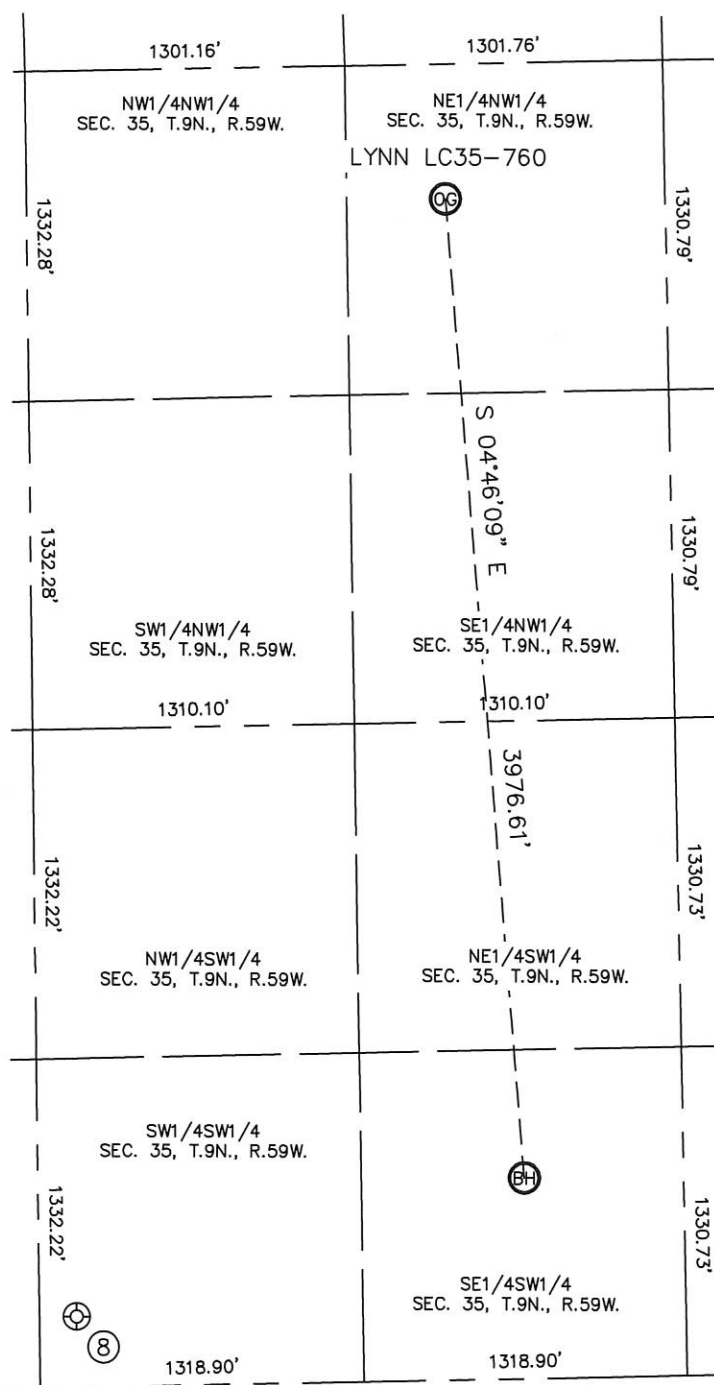 1301.16'
1301.76'
NW1/4NW1/4
SEC. 35, T.9N., R.59W.
NE1/4NW1/4
SEC. 35, T.9N., R.59W.
LYNN LC35-760
OG
1332.28'
1330.79'
S 04°46'09" E
1332.28'
1330.79'
SW1/4NW1/4
SEC. 35, T.9N., R.59W.
SE1/4NW1/4
SEC. 35, T.9N., R.59W.
1310.10'
1310.10'
3976.61'
1332.22'
1330.73'
NW1/4SW1/4
SEC. 35, T.9N., R.59W.
NE1/4SW1/4
SEC. 35, T.9N., R.59W.
SW1/4SW1/4
SEC. 35, T.9N., R.59W.
BH
1332.22'
1330.73'
SE1/4SW1/4
SEC. 35, T.9N., R.59W.
8
1318.90'
1318.90'